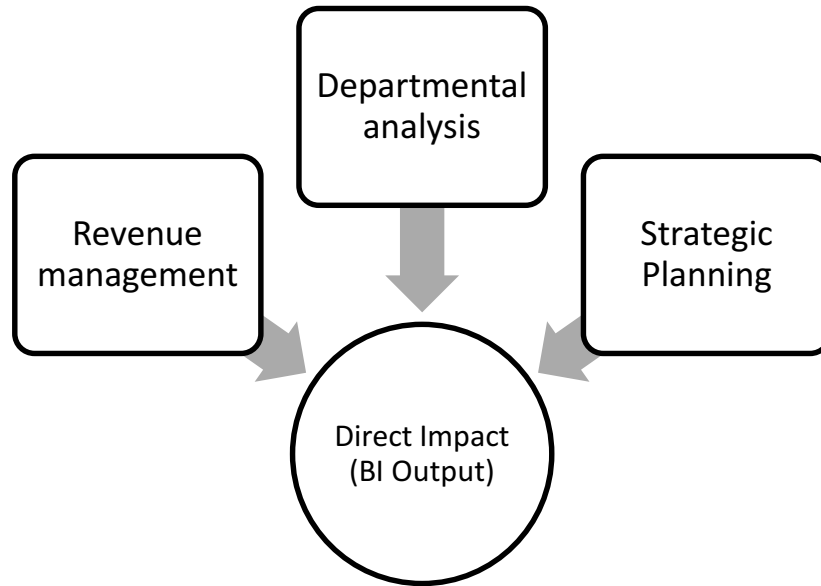 Departmental
analysis
Revenue
management
Strategic
Planning
Direct Impact
(BI Output)